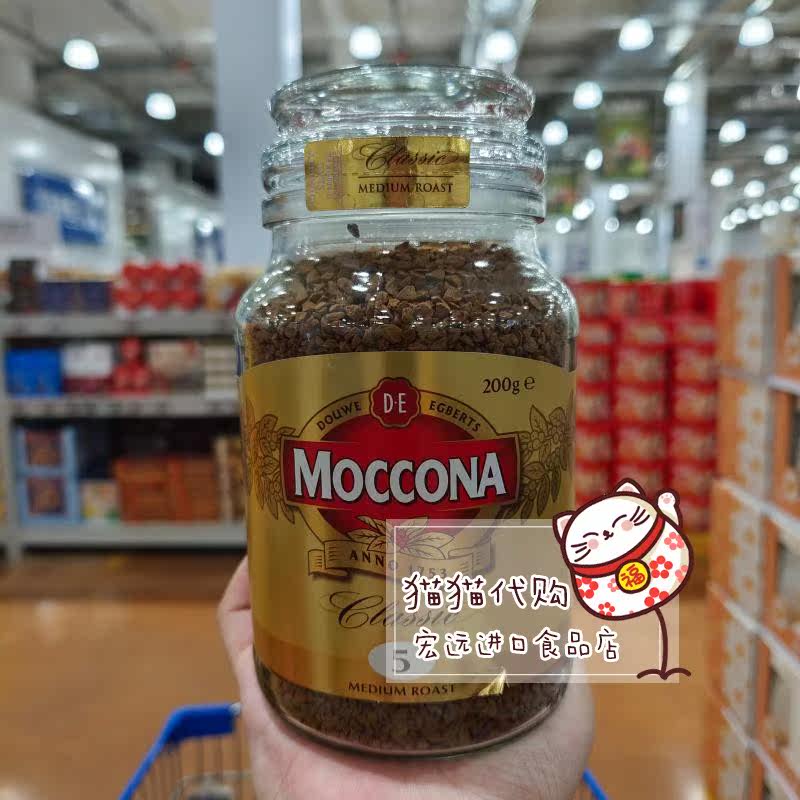 Classic
MEDIUM ROAST
200g e
DOUWE D·E EGBERTS
MOCCONA
ANNO 1753
Classic
5
MEDIUM ROAST
福
猫猫代购
宏远进口食品店